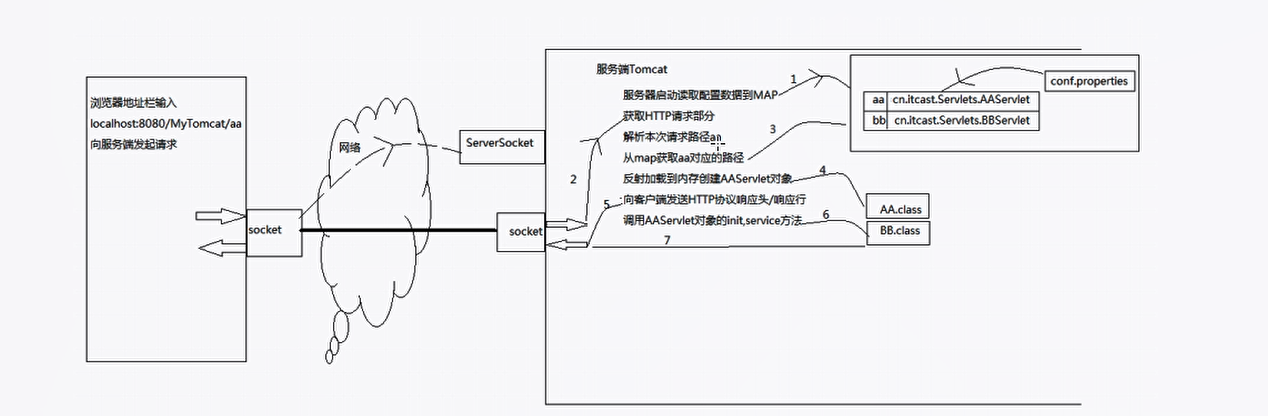 浏览器地址栏输入
localhost:8080/MyTomcat/aa
向服务端发起请求
socket
网络
ServerSocket
socket
服务端Tomcat
服务器启动读取配置数据到MAP
获取HTTP请求部分
解析本次请求路径aa
从map获取aa对应的路径
反射加载到内存创建AAServlet对象
向客户端发送HTTP协议响应头/响应行
调用AAServlet对象的init,service方法
1
2
3
4
5
6
7
conf.properties
aa cn.itcast.Servlets.AAServlet
bb cn.itcast.Servlets.BBServlet
AA.class
BB.class